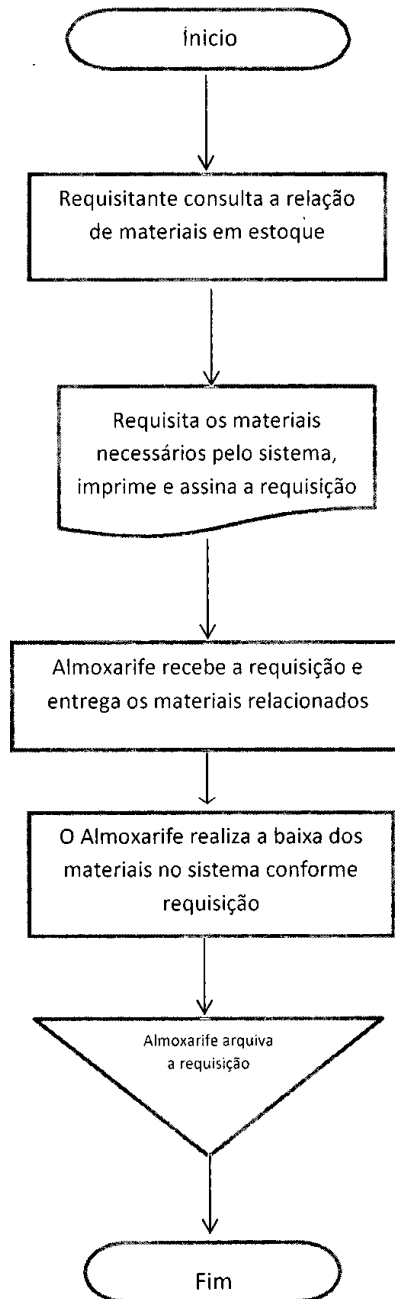 Ínicio
Requisitante consulta a relação
de materiais em estoque
Requisita os materiais
necessários pelo sistema,
imprime e assina a requisição
Almoxarife recebe a requisição e
entrega os materiais relacionados
O Almoxarife realiza a baixa dos
materiais no sistema conforme
requisição
Almoxarife arquiva
a requisição
Fim